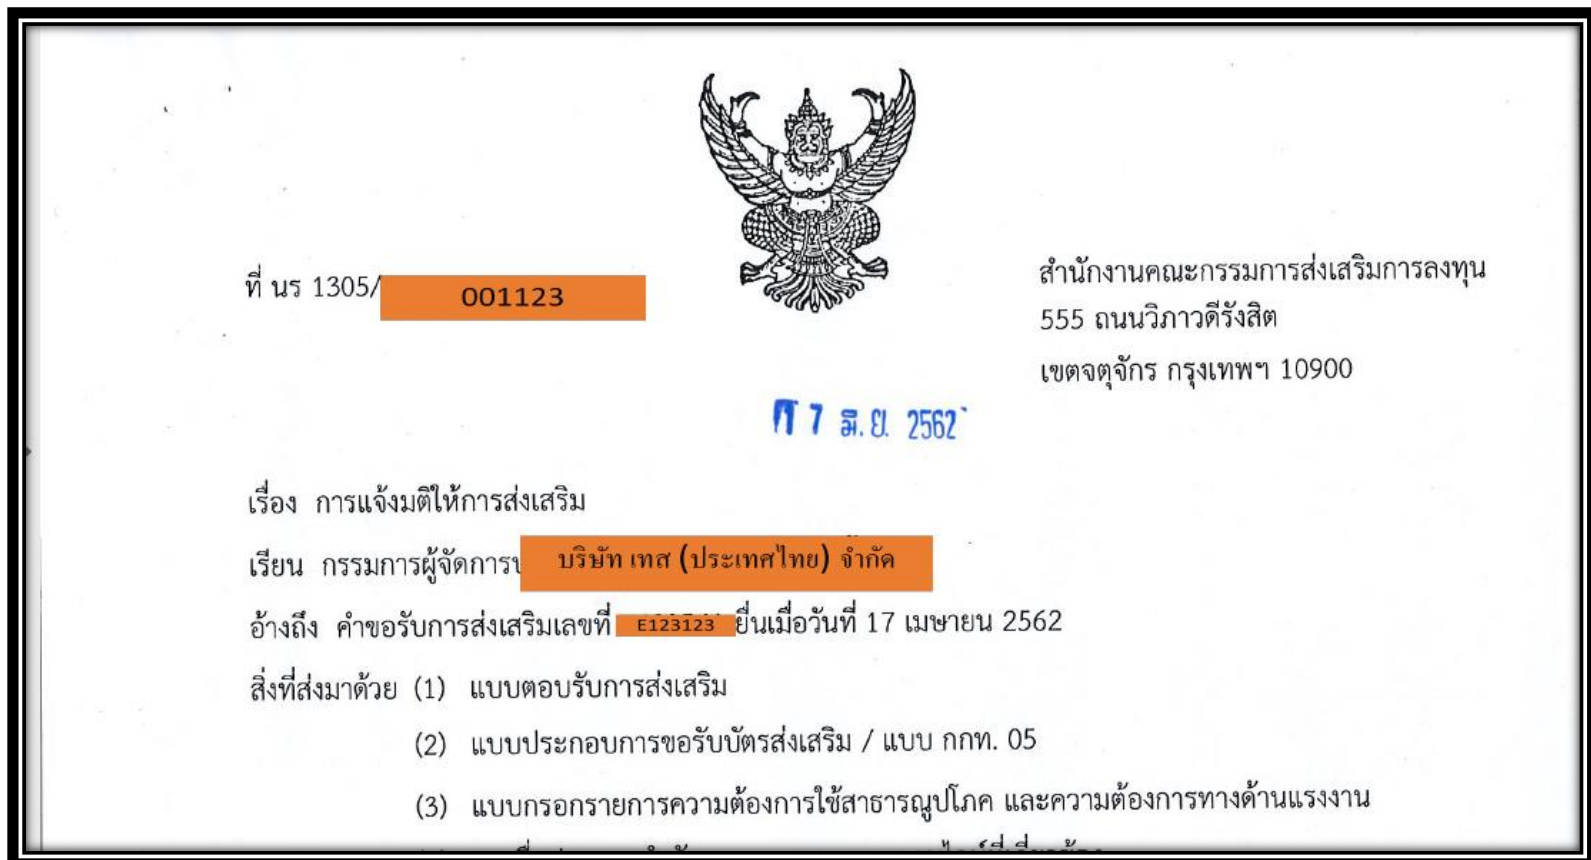 ที่ นร 1305/ 001123
สำนักงานคณะกรรมการส่งเสริมการลงทุน
555 ถนนวิภาวดีรังสิต
เขตจตุจักร กรุงเทพฯ 10900
7 มิ.ย. 2562
เรื่อง การแจ้งมติให้การส่งเสริม
เรียน กรรมการผู้จัดการ บริษัท เทส (ประเทศไทย) จำกัด
อ้างถึง คำขอรับการส่งเสริมเลขที่ E123123 ยื่นเมื่อวันที่ 17 เมษายน 2562
สิ่งที่ส่งมาด้วย (1) แบบตอบรับการส่งเสริม
(2) แบบประกอบการขอรับบัตรส่งเสริม / แบบ กกท. 05
(3) แบบกรอกรายการความต้องการใช้สาธารณูปโภค และความต้องการทางด้านแรงงาน